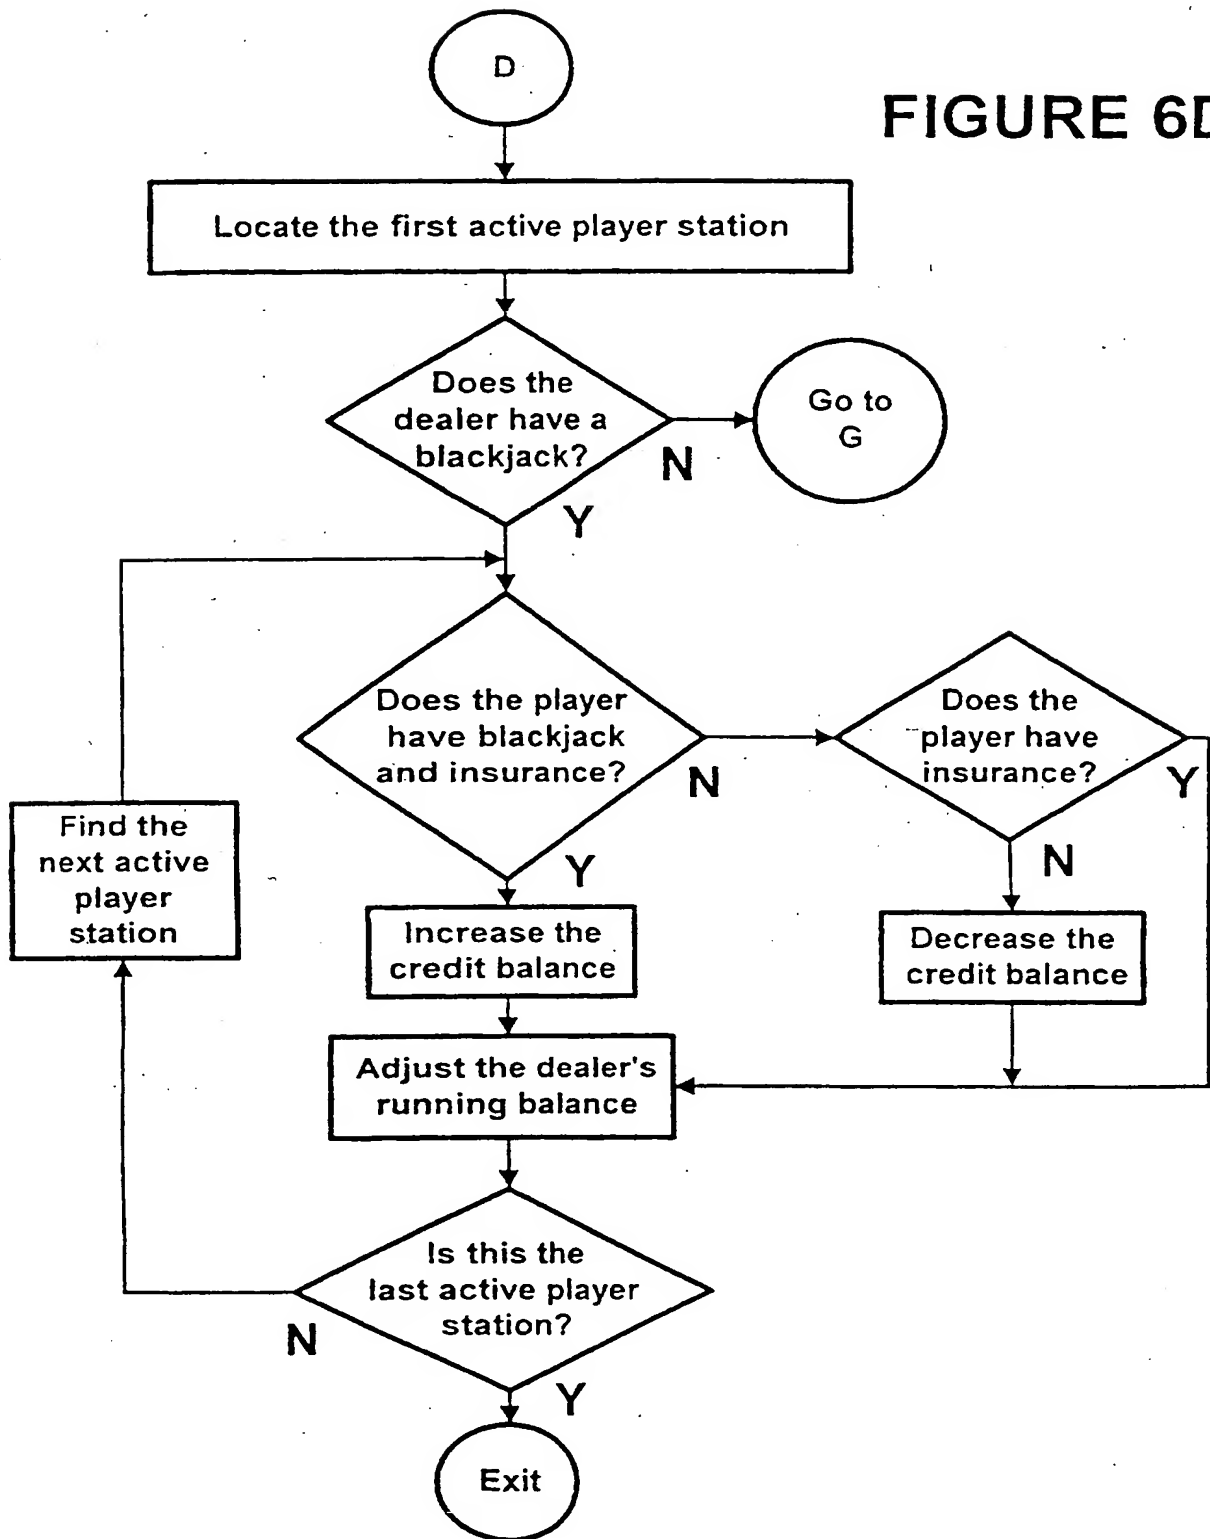 D
FIGURE 6D
Locate the first active player station
Does the
dealer have a
blackjack?
N
Go to
G
Y
Does the player
have blackjack
and insurance?
N
Does the
player have
insurance?
Y
Find the
next active
player
station
Y
N
Increase the
credit balance
Decrease the
credit balance
Adjust the dealer's
running balance
Is this the
last active player
station?
N
Y
Exit